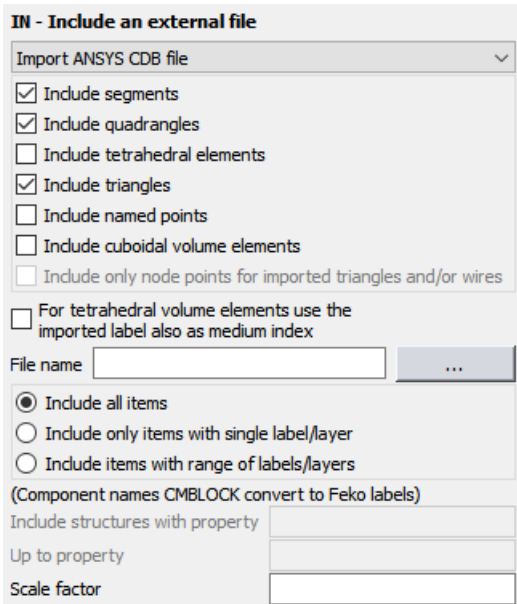 IN - Include an external file
Import ANSYS CDB file
Include segments
Include quadrangles
Include tetrahedral elements
Include triangles
Include named points
Include cuboidal volume elements
Include only node points for imported triangles and/or wires
For tetrahedral volume elements use the
imported label also as medium index
File name ...
Include all items
Include only items with single label/layer
Include items with range of labels/layers
(Component names CMBLOCK convert to Feko labels)
Include structures with property
Up to property
Scale factor